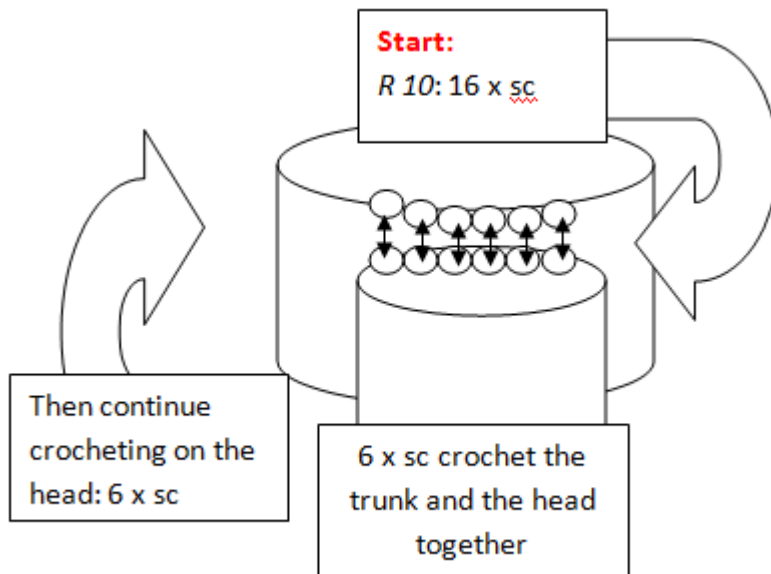 Start:
R 10: 16 x sc
Then continue
crocheting on the
head: 6 x sc
6 x sc crochet the
trunk and the head
together